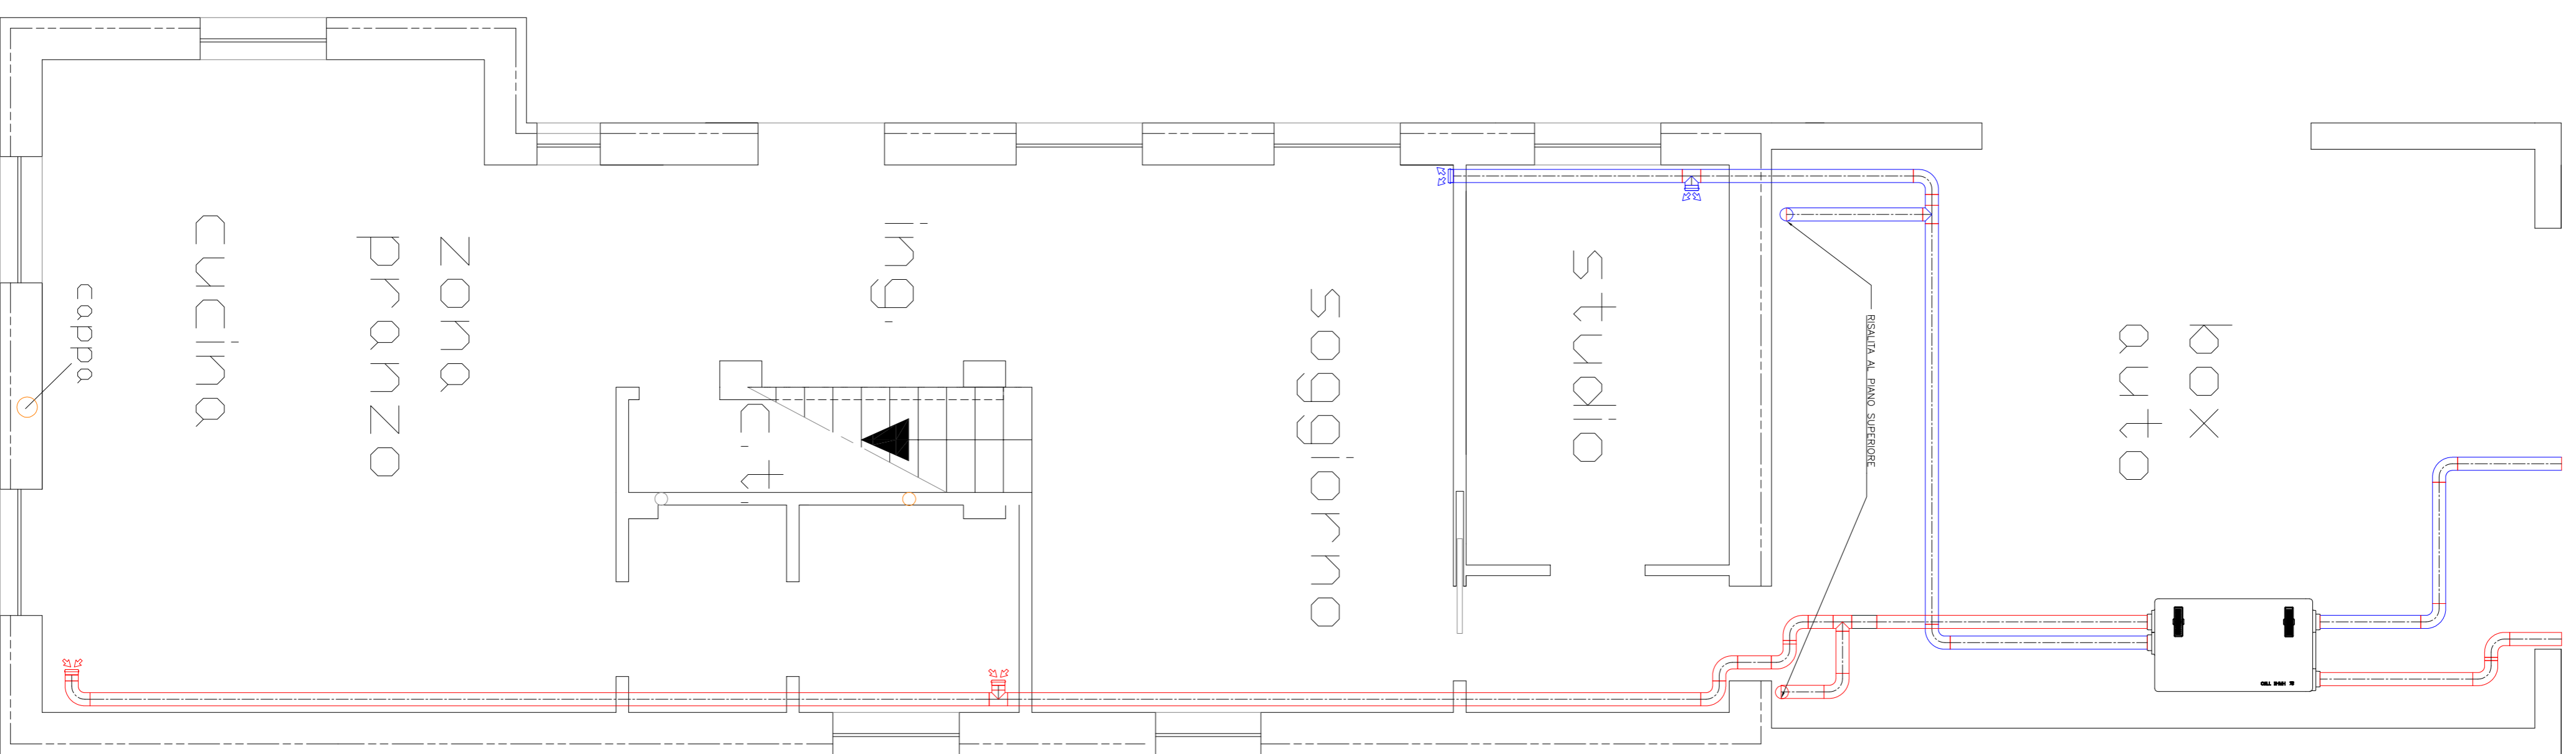 cucina
cappa
zona
pranzo
ing.
c.t.
soggiorno
studio
RISALITA AL PIANO SUPERIORE
box
auto